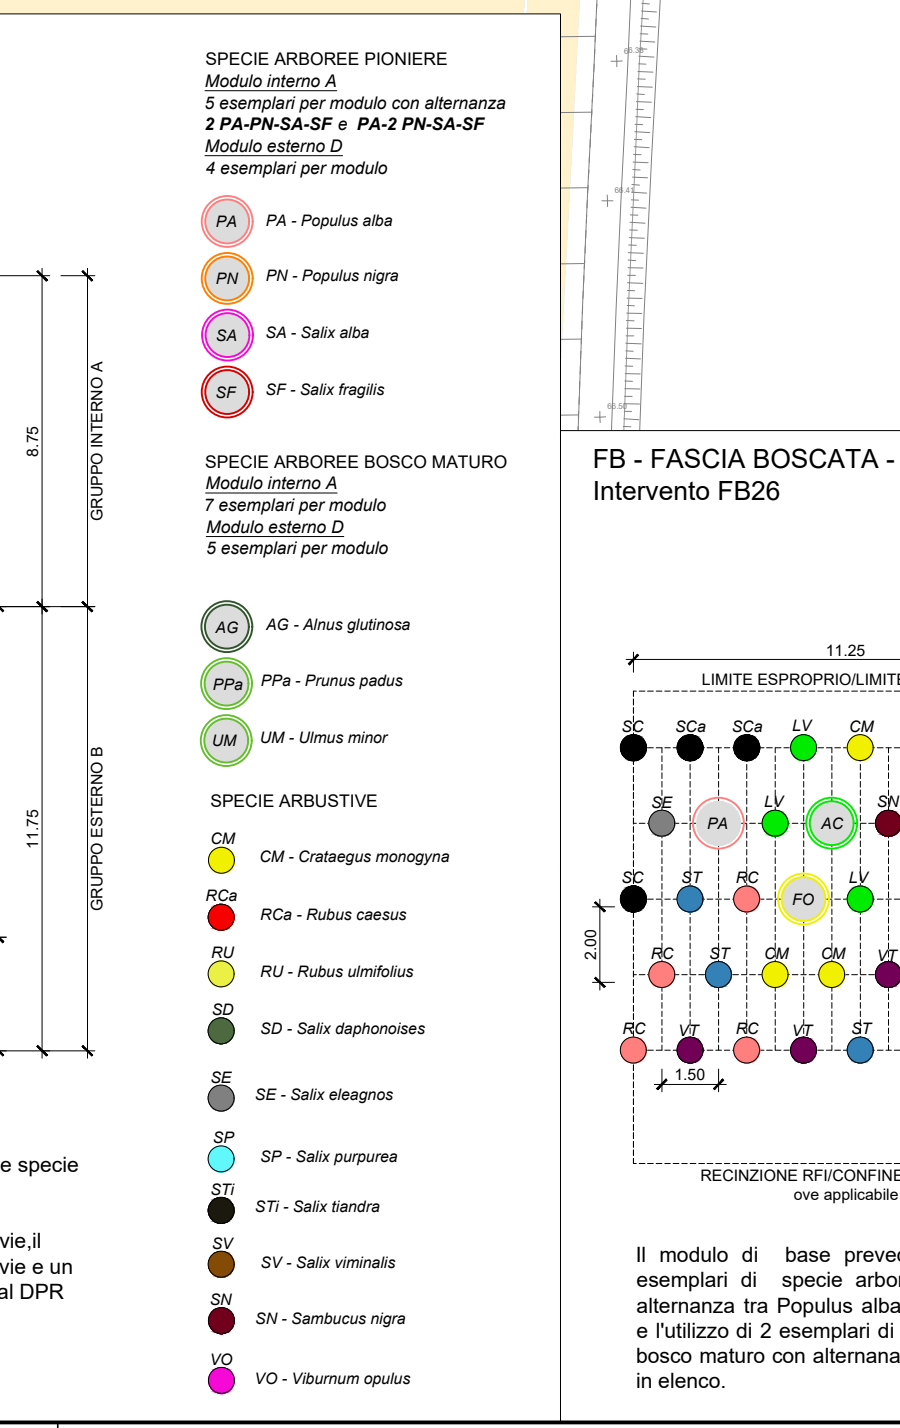 SPECIE ARBOREE PIONIERE
Modulo interno A
5 esemplari per modulo con alternanza
2 PA-PN-SA-SF e PA-2 PN-SA-SF
Modulo esterno D
4 esemplari per modulo
PA PA - Populus alba
PN PN - Populus nigra
SA SA - Salix alba
SF SF - Salix fragilis
SPECIE ARBOREE BOSCO MATURO
Modulo interno A
7 esemplari per modulo
Modulo esterno D
5 esemplari per modulo
AG AG - Alnus glutinosa
PPa PPa - Prunus padus
UM UM - Ulmus minor
SPECIE ARBUSTIVE
CM
CM - Crataegus monogyna
RCa
RCa - Rubus caesus
RU
RU - Rubus ulmifolius
SD
SD - Salix daphonoises
SE
SE - Salix eleagnos
SP
SP - Salix purpurea
STi
STi - Salix tiandra
SV
SV - Salix viminalis
SN
SN - Sambucus nigra
VO
VO - Viburnum opulus
8.75
GRUPPO INTERNO A
11.75
GRUPPO ESTERNO B
e specie
vie,il
vie e un
al DPR
66.38
66.41
66.50
FB - FASCIA BOSCATA -
Intervento FB26
11.25
LIMITE ESPROPRIO/LIMITE
SC SCa SCa LV CM
SE PA LV AC SN
SC ST RC FO LV
2.00
RC ST CM CM VT
RC VT RC VT ST
1.50
RECINZIONE RFI/CONFINE
ove applicabile
Il modulo di base preved
esemplari di specie arbor
alternanza tra Populus alba
e l'utilizzo di 2 esemplari di
bosco maturo con alternana
in elenco.